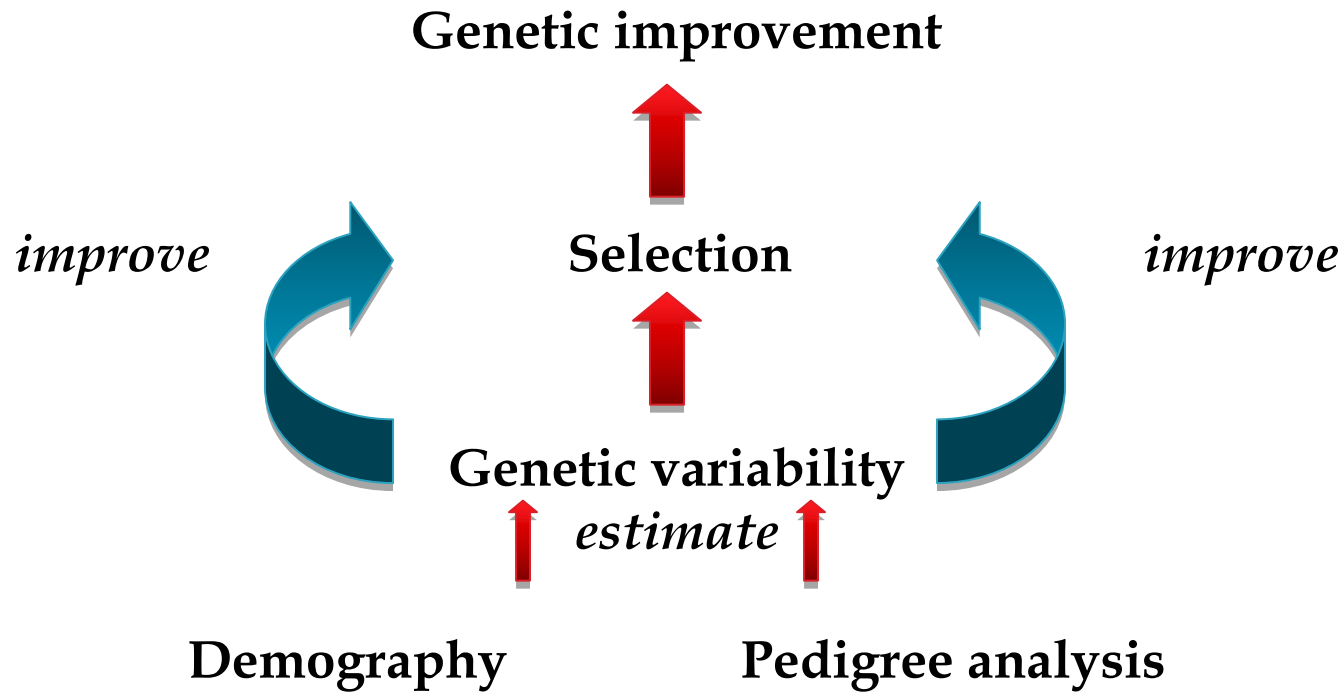 Genetic improvement
improve
Selection
improve
Genetic variability
estimate
Demography
Pedigree analysis